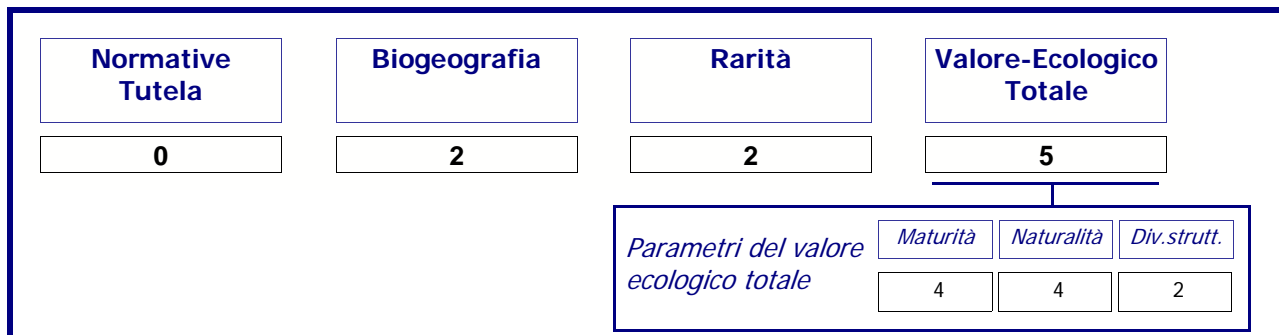 Normative
Tutela
Biogeografia
Rarità
Valore-Ecologico
Totale
0
2
2
5
Parametri del valore
ecologico totale
Maturità
Naturalità
Div.strutt.
4
4
2